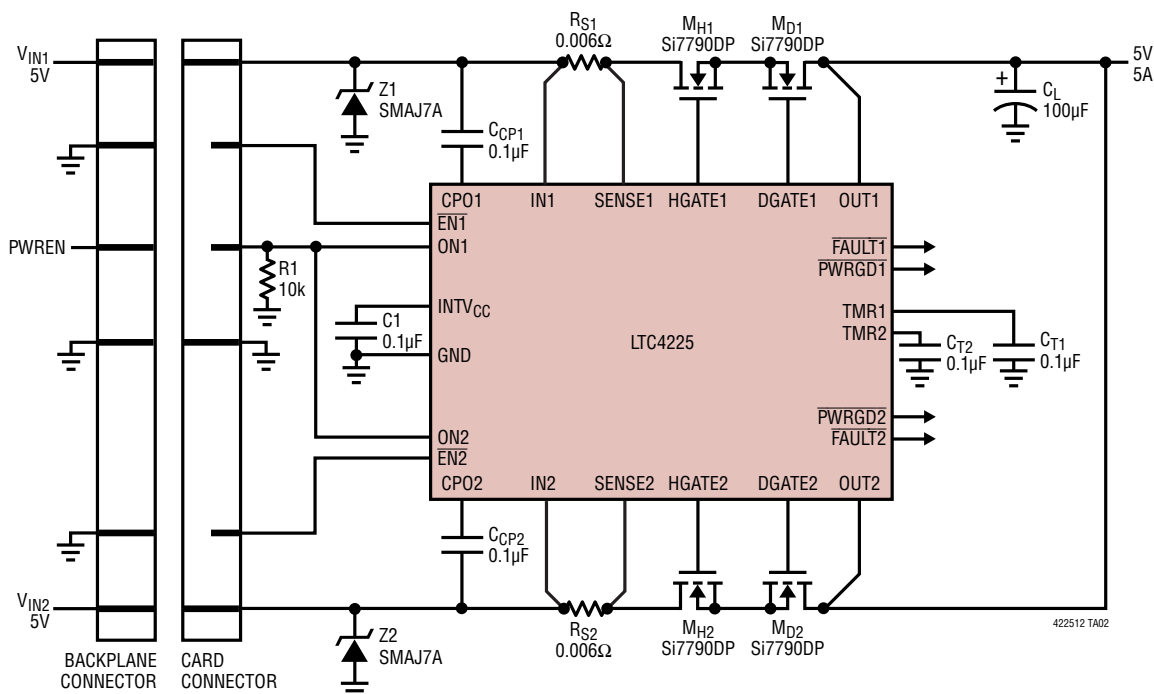 VIN1
5V
RS1
0.006Ω
MH1
Si7790DP
MD1
Si7790DP
5V
5A
Z1
SMAJ7A
CCP1
0.1µF
+
CL
100µF
CPO1
IN1
SENSE1
HGATE1
DGATE1
OUT1
EN1
PWREN
ON1
FAULT1
PWRGD1
R1
10k
INTVCC
TMR1
TMR2
C1
0.1µF
LTC4225
GND
CT2
0.1µF
CT1
0.1µF
PWRGD2
FAULT2
ON2
EN2
CPO2
IN2
SENSE2
HGATE2
DGATE2
OUT2
CCP2
0.1µF
VIN2
5V
Z2
SMAJ7A
RS2
0.006Ω
MH2
Si7790DP
MD2
Si7790DP
422512 TA02
BACKPLANE
CONNECTOR
CARD
CONNECTOR